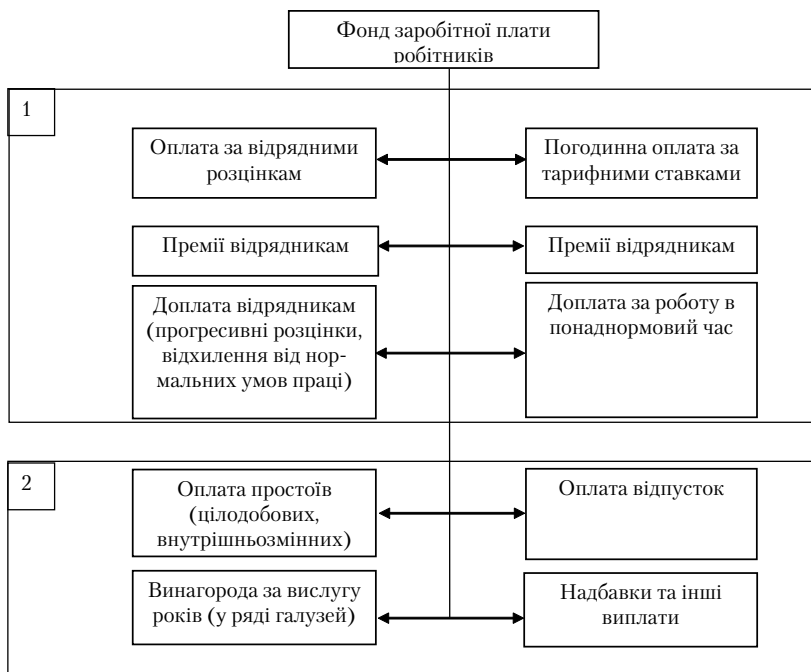 Фонд заробітної плати
робітників
1
Оплата за відрядними
розцінкам
Погодинна оплата за
тарифними ставками
Премії відрядникам
Премії відрядникам
Доплата відрядникам
(прогресивні розцінки,
відхилення від нор-
мальних умов праці)
Доплата за роботу в
понаднормовий час
2
Оплата простоїв
(цілодобових,
внутрішньозмінних)
Оплата відпусток
Винагорода за вислугу
років (у ряді галузей)
Надбавки та інші
виплати